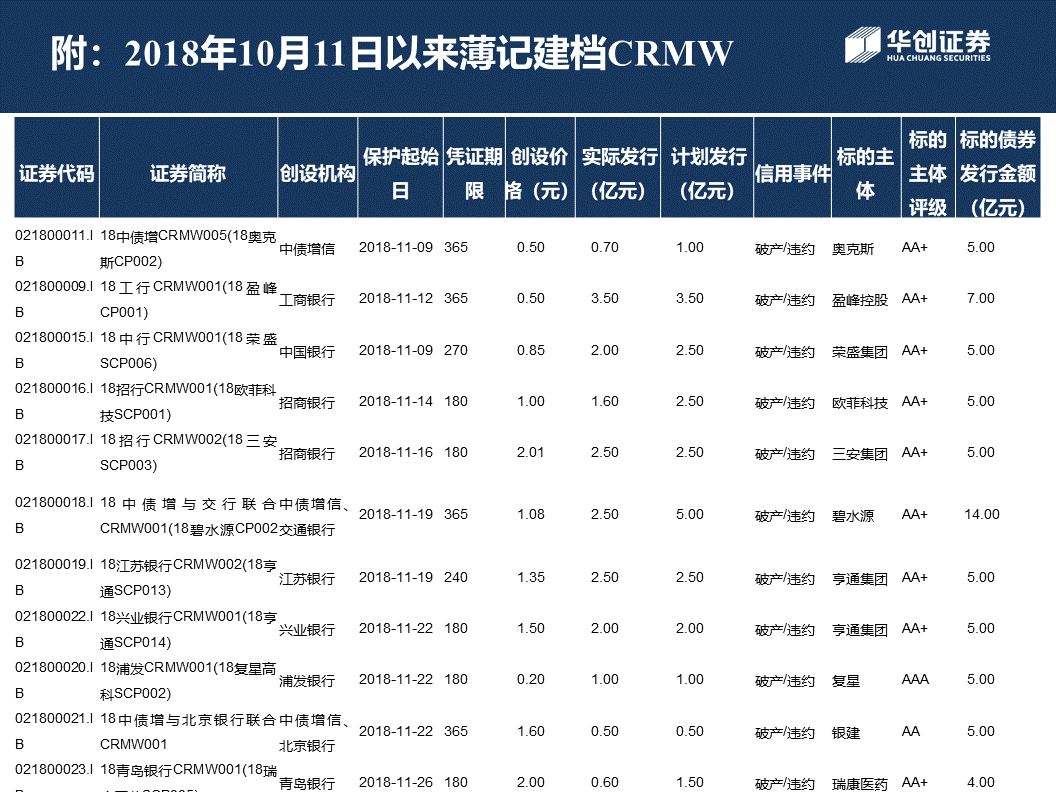 附：2018年10月11日以来薄记建档CRMW
华创证券
HUA CHUANG SECURITIES
证券代码 证券简称 创设机构 保护起始日 凭证期限 创设价格（元） 实际发行（亿元） 计划发行（亿元） 信用事件 标的主体 标的主体评级 标的债券发行金额（亿元）
021800011.IB 18中债增CRMW005(18奥克斯CP002) 中债增信 2018-11-09 365 0.50 0.70 1.00 破产/违约 奥克斯 AA+ 5.00
021800009.IB 18工行CRMW001(18盈峰CP001) 工商银行 2018-11-12 365 0.50 3.50 3.50 破产/违约 盈峰控股 AA+ 7.00
021800015.IB 18中行CRMW001(18荣盛SCP006) 中国银行 2018-11-09 270 0.85 2.00 2.50 破产/违约 荣盛集团 AA+ 5.00
021800016.IB 18招行CRMW001(18欧菲科技SCP001) 招商银行 2018-11-14 180 1.00 1.60 2.50 破产/违约 欧菲科技 AA+ 5.00
021800017.IB 18招行CRMW002(18三安SCP003) 招商银行 2018-11-16 180 2.01 2.50 2.50 破产/违约 三安集团 AA+ 5.00
021800018.IB 18中债增与交行联合CRMW001(18碧水源CP002 中债增信、交通银行 2018-11-19 365 1.08 2.50 5.00 破产/违约 碧水源 AA+ 14.00
021800019.IB 18江苏银行CRMW002(18亨通SCP013) 江苏银行 2018-11-19 240 1.35 2.50 2.50 破产/违约 亨通集团 AA+ 5.00
021800022.IB 18兴业银行CRMW001(18亨通SCP014) 兴业银行 2018-11-22 180 1.50 2.00 2.00 破产/违约 亨通集团 AA+ 5.00
021800020.IB 18浦发CRMW001(18复星高科SCP002) 浦发银行 2018-11-22 180 0.20 1.00 1.00 破产/违约 复星 AAA 5.00
021800021.IB 18中债增与北京银行联合CRMW001 中债增信、北京银行 2018-11-22 365 1.60 0.50 0.50 破产/违约 银建 AA 5.00
021800023.I 18青岛银行CRMW001(18瑞 青岛银行 2018-11-26 180 2.00 0.60 1.50 破产/违约 瑞康医药 AA+ 4.00